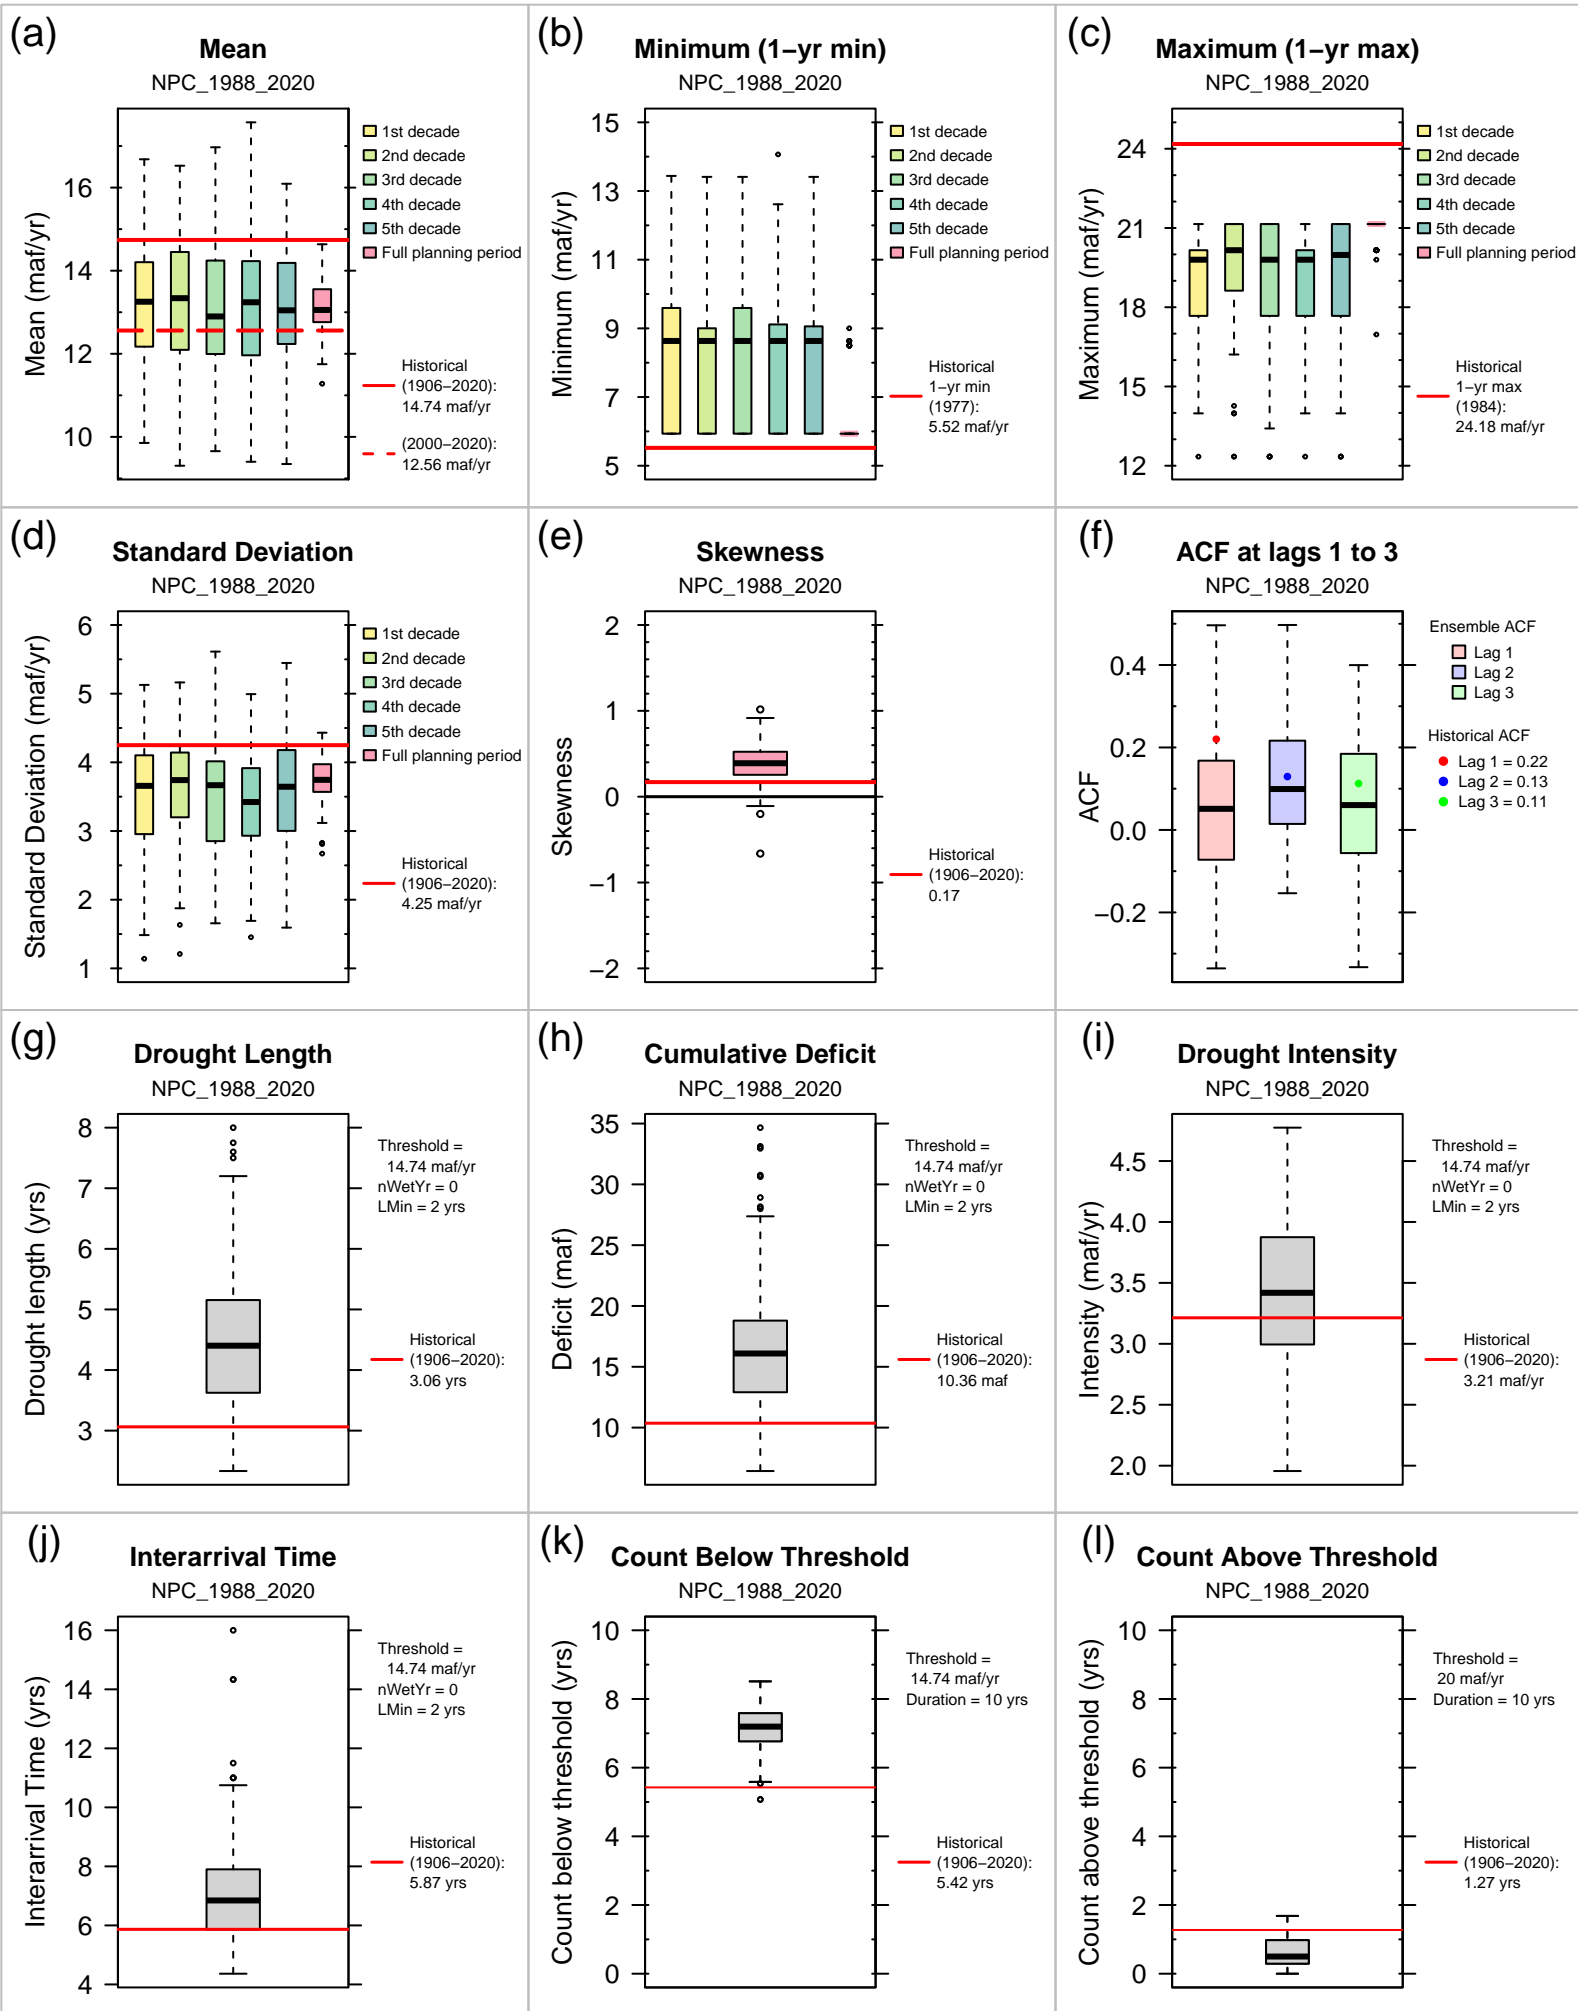 (a)
Mean
NPC_1988_2020
Mean (maf/yr)
16
14
12
10
1st decade
2nd decade
3rd decade
4th decade
5th decade
Full planning period
Historical
(1906−2020):
14.74 maf/yr
(2000−2020):
12.56 maf/yr
(b)
Minimum (1−yr min)
NPC_1988_2020
Minimum (maf/yr)
15
13
11
9
7
5
1st decade
2nd decade
3rd decade
4th decade
5th decade
Full planning period
Historical
1−yr min
(1977):
5.52 maf/yr
(c)
Maximum (1−yr max)
NPC_1988_2020
Maximum (maf/yr)
24
21
18
15
12
1st decade
2nd decade
3rd decade
4th decade
5th decade
Full planning period
Historical
1−yr max
(1984):
24.18 maf/yr
(d)
Standard Deviation
NPC_1988_2020
Standard Deviation (maf/yr)
6
5
4
3
2
1
1st decade
2nd decade
3rd decade
4th decade
5th decade
Full planning period
Historical
(1906−2020):
4.25 maf/yr
(e)
Skewness
NPC_1988_2020
Skewness
2
1
0
−1
−2
Historical
(1906−2020):
0.17
(f)
ACF at lags 1 to 3
NPC_1988_2020
ACF
0.4
0.2
0.0
−0.2
Ensemble ACF
Lag 1
Lag 2
Lag 3
Historical ACF
Lag 1 = 0.22
Lag 2 = 0.13
Lag 3 = 0.11
(g)
Drought Length
NPC_1988_2020
Drought length (yrs)
8
7
6
5
4
3
Threshold =
14.74 maf/yr
nWetYr = 0
LMin = 2 yrs
Historical
(1906−2020):
3.06 yrs
(h)
Cumulative Deficit
NPC_1988_2020
Deficit (maf)
35
30
25
20
15
10
Threshold =
14.74 maf/yr
nWetYr = 0
LMin = 2 yrs
Historical
(1906−2020):
10.36 maf
(i)
Drought Intensity
NPC_1988_2020
Intensity (maf/yr)
4.5
4.0
3.5
3.0
2.5
2.0
Threshold =
14.74 maf/yr
nWetYr = 0
LMin = 2 yrs
Historical
(1906−2020):
3.21 maf/yr
(j)
Interarrival Time
NPC_1988_2020
Interarrival Time (yrs)
16
14
12
10
8
6
4
Threshold =
14.74 maf/yr
nWetYr = 0
LMin = 2 yrs
Historical
(1906−2020):
5.87 yrs
(k)
Count Below Threshold
NPC_1988_2020
Count below threshold (yrs)
10
8
6
4
2
0
Threshold =
14.74 maf/yr
Duration = 10 yrs
Historical
(1906−2020):
5.42 yrs
(l)
Count Above Threshold
NPC_1988_2020
Count above threshold (yrs)
10
8
6
4
2
0
Threshold =
20 maf/yr
Duration = 10 yrs
Historical
(1906−2020):
1.27 yrs